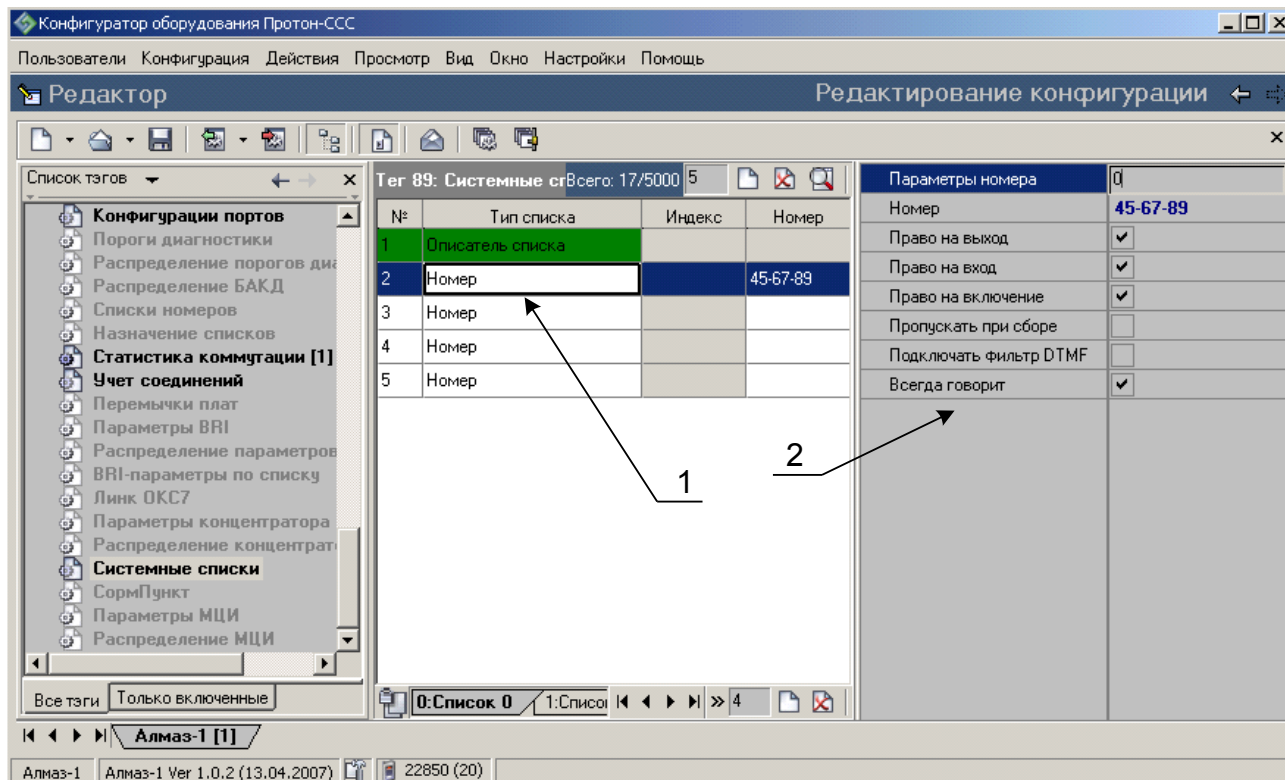 Конфигуратор оборудования Протон-ССС
Пользователи Конфигурация Действия Просмотр Вид Окно Настройки Помощь
Редактор
Редактирование конфигурации
Список тэгов
Конфигурации портов
Пороги диагностики
Распределение порогов диа
Распределение БАКД
Списки номеров
Назначение списков
Статистика коммутации [1]
Учет соединений
Перемычки плат
Параметры BRI
Распределение параметров
BRI-параметры по списку
Линк ОКС7
Параметры концентратора
Распределение концентрат
Системные списки
СормПункт
Параметры МЦИ
Распределение МЦИ
Все тэги Только включенные
Тег 89: Системные сг Всего: 17/5000 5
№ Тип списка Индекс Номер
1 Описатель списка
2 Номер 45-67-89
3 Номер
4 Номер
5 Номер
1
0:Список 0 1:Список 4
Параметры номера 0
Номер 45-67-89
Право на выход
Право на вход
Право на включение
Пропускать при сборе
Подключать фильтр DTMF
Всегда говорит
2
Алмаз-1 [1]
Алмаз-1 Алмаз-1 Ver 1.0.2 (13.04.2007) 22850 (20)